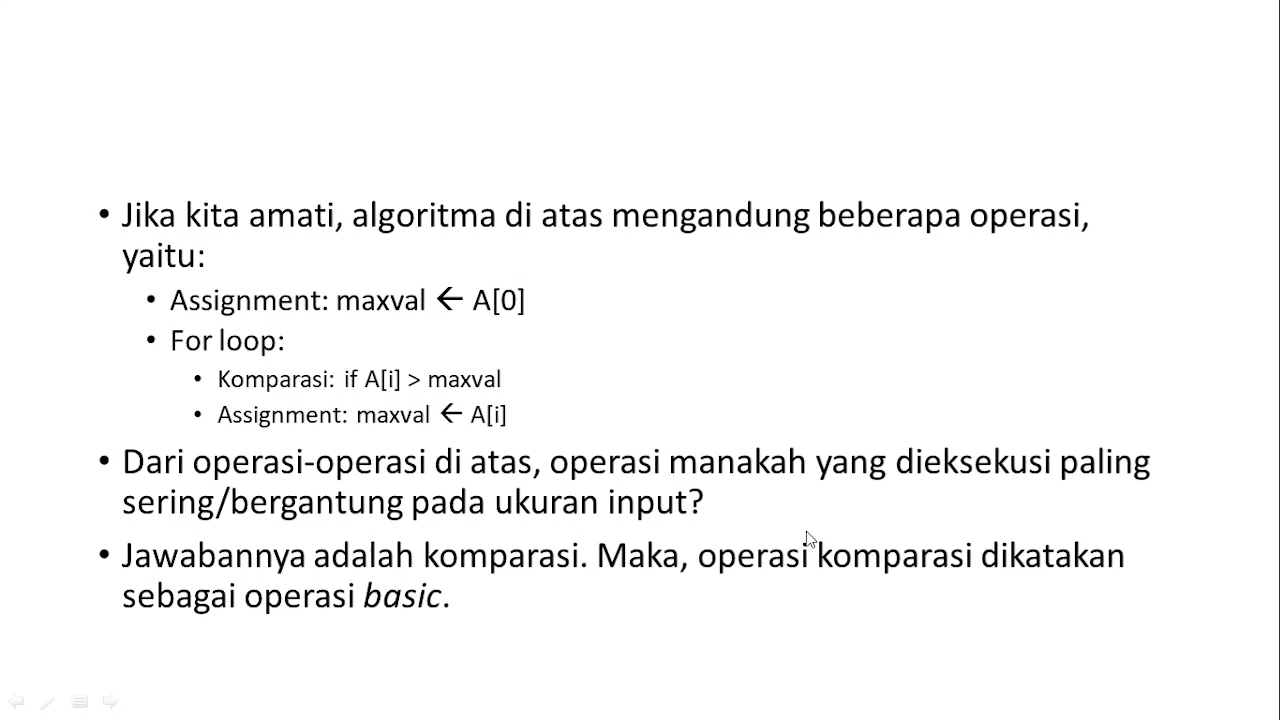 • Jika kita amati, algoritma di atas mengandung beberapa operasi,
yaitu:
• Assignment: maxval ← A[0]
• For loop:
• Komparasi: if A[i] > maxval
• Assignment: maxval ← A[i]
• Dari operasi-operasi di atas, operasi manakah yang dieksekusi paling
sering/bergantung pada ukuran input?
• Jawabannya adalah komparasi. Maka, operasi komparasi dikatakan
sebagai operasi basic.